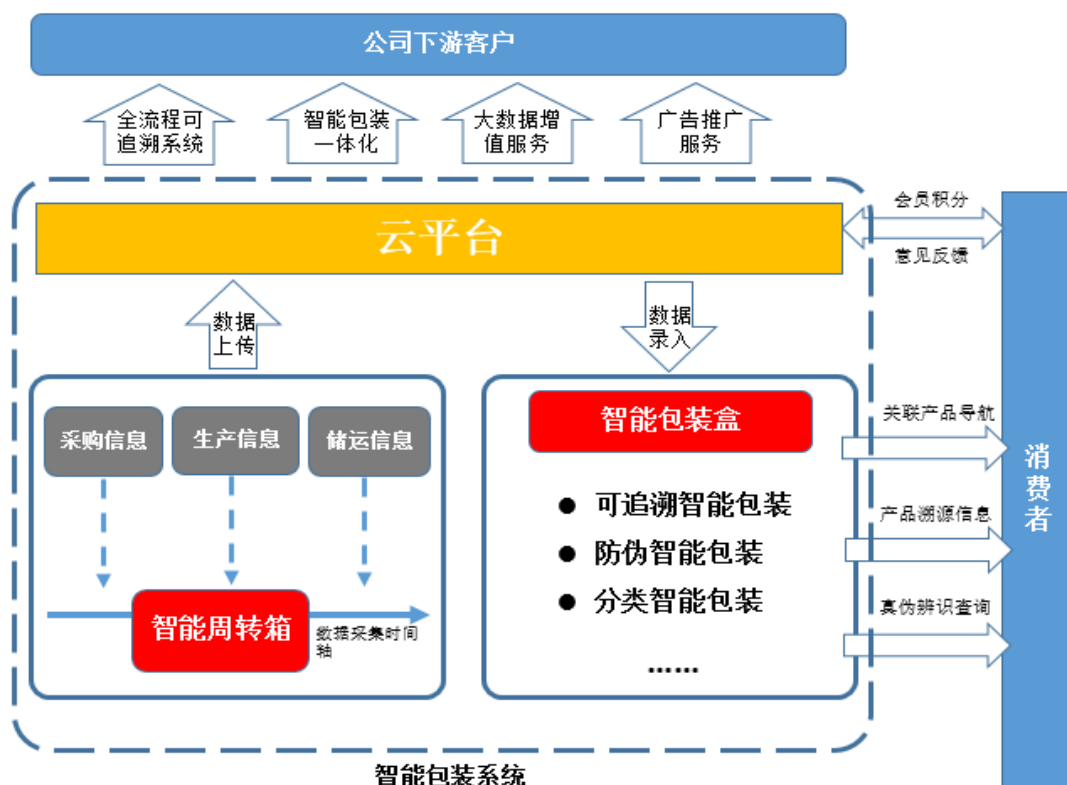 公司下游客户
全流程可
追溯系统
智能包装
一体化
大数据增
值服务
广告推广
服务
云平台
会员积分
意见反馈
数据
上传
数据
录入
采购信息
生产信息
储运信息
智能周转箱
数据采集时间
轴
智能包装盒
● 可追溯智能包装
● 防伪智能包装
● 分类智能包装
……
关联产品导航
产品溯源信息
真伪辨识查询
消费者
智能包装系统